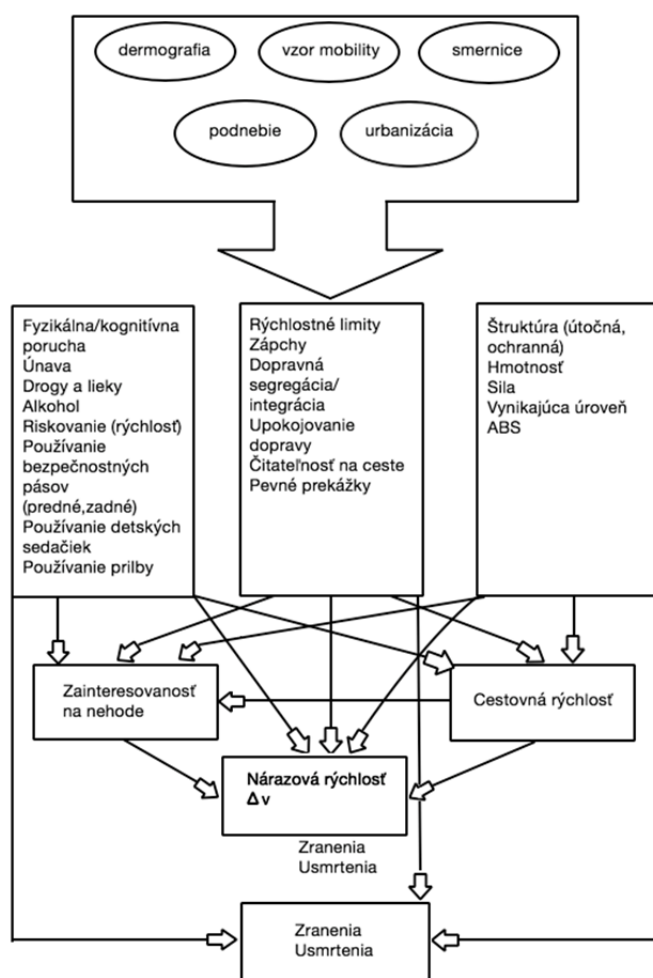 dermografia
vzor mobility
smernice
podnebie
urbanizácia
Fyzikálna/kognitívna
porucha
Únava
Drogy a lieky
Alkohol
Riskovanie (rýchlosť)
Používanie
bezpečnostných
pásov
(predné,zadné)
Používanie detských
sedačiek
Používanie prilby
Rýchlostné limity
Zápchy
Dopravná
segregácia/
integrácia
Upokojovanie
dopravy
Čitateľnosť na ceste
Pevné prekážky
Štruktúra (útočná,
ochranná)
Hmotnosť
Sila
Vynikajúca úroveň
ABS
Zainteresovanosť
na nehode
Cestovná rýchlosť
Nárazová rýchlosť
Δ v
Zranenia
Usmrtenia
Zranenia
Usmrtenia